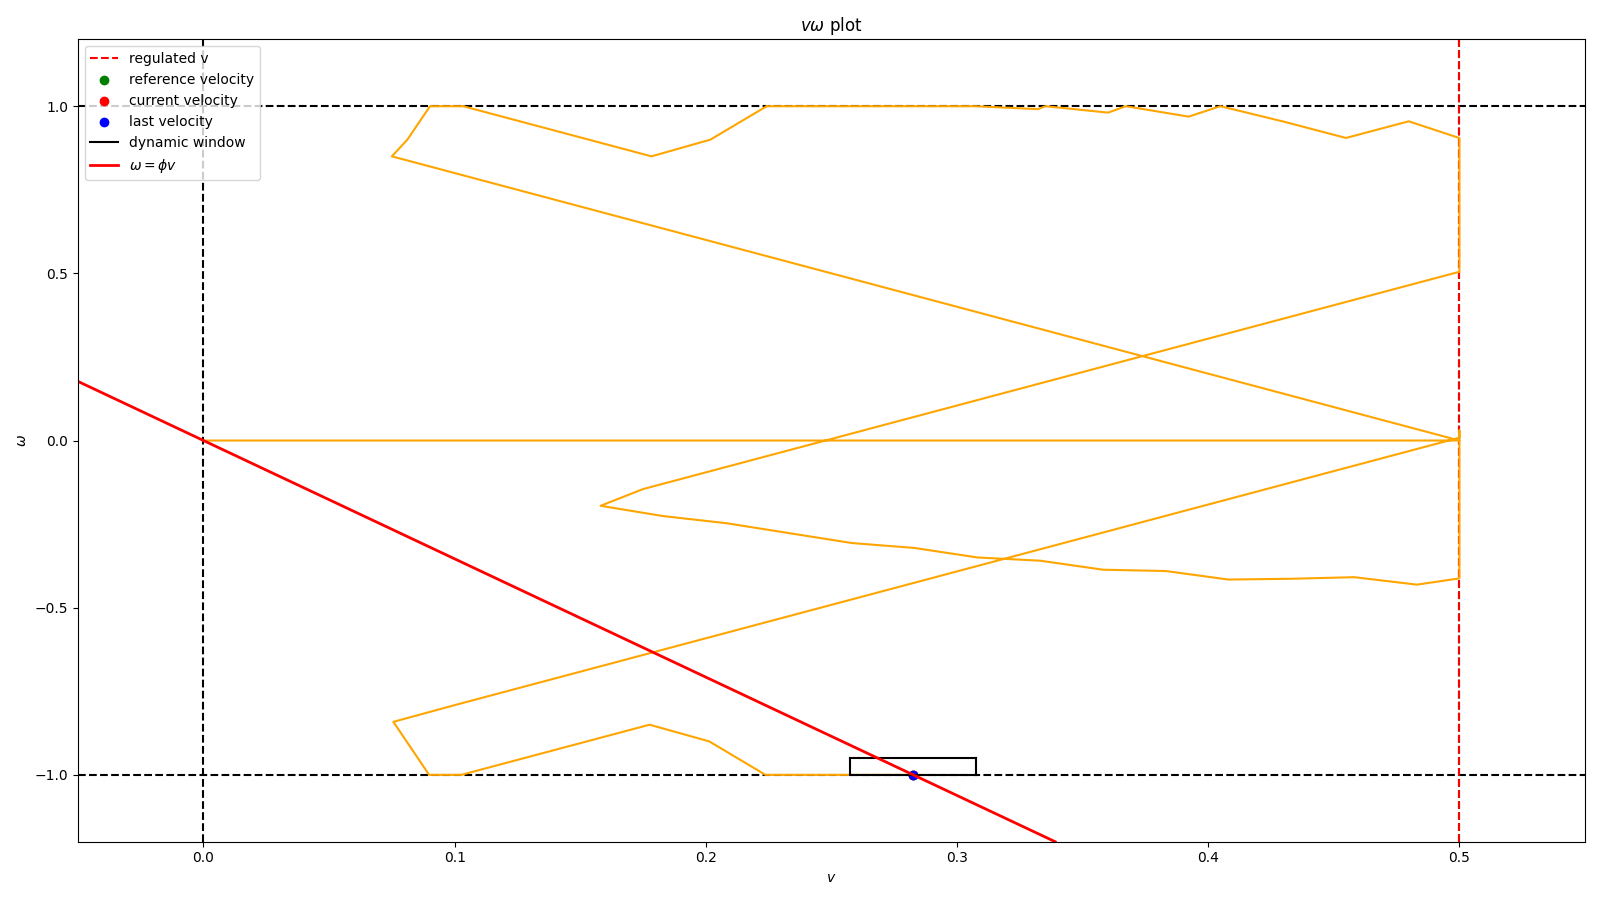 vω plot
regulated v
reference velocity
current velocity
last velocity
dynamic window
ω = ϕv
1.0
0.5
0.0
−0.5
−1.0
ω
0.0 0.1 0.2 0.3 0.4 0.5
v